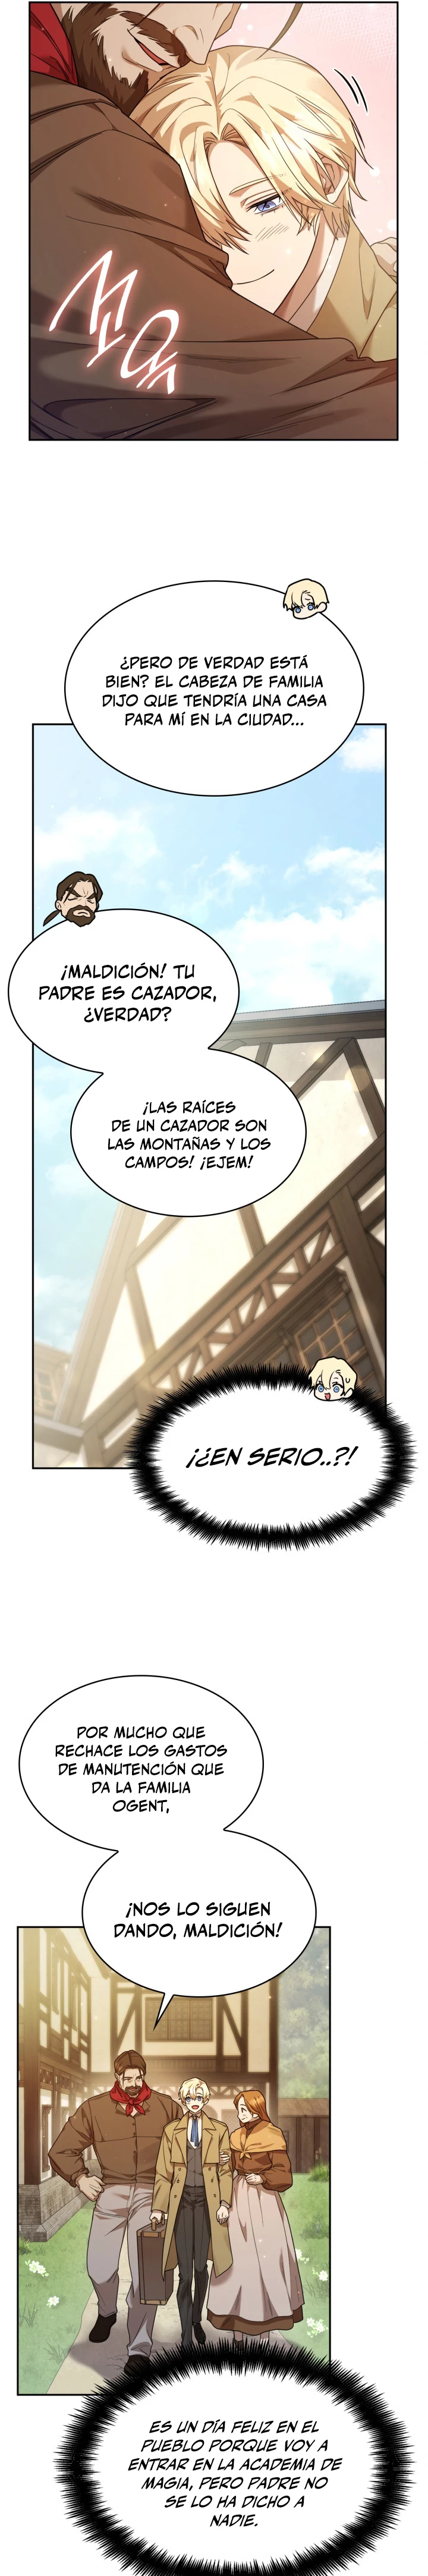 ¿PERO DE VERDAD ESTÁ
BIEN? EL CABEZA DE FAMILIA
DIJO QUE TENDRÍA UNA CASA
PARA MÍ EN LA CIUDAD...
¡MALDICIÓN! TU
PADRE ES CAZADOR,
¿VERDAD?
¡LAS RAÍCES
DE UN CAZADOR SON
LAS MONTAÑAS Y LOS
CAMPOS! ¡EJEM!
¡¿EN SERIO..?!
POR MUCHO QUE
RECHACE LOS GASTOS
DE MANUTENCIÓN QUE
DA LA FAMILIA
OGENT,
¡NOS LO SIGUEN
DANDO, MALDICIÓN!
ES UN DÍA FELIZ EN EL
PUEBLO PORQUE VOY A
ENTRAR EN LA ACADEMIA DE
MAGIA, PERO PADRE NO
SE LO HA DICHO A
NADIE.